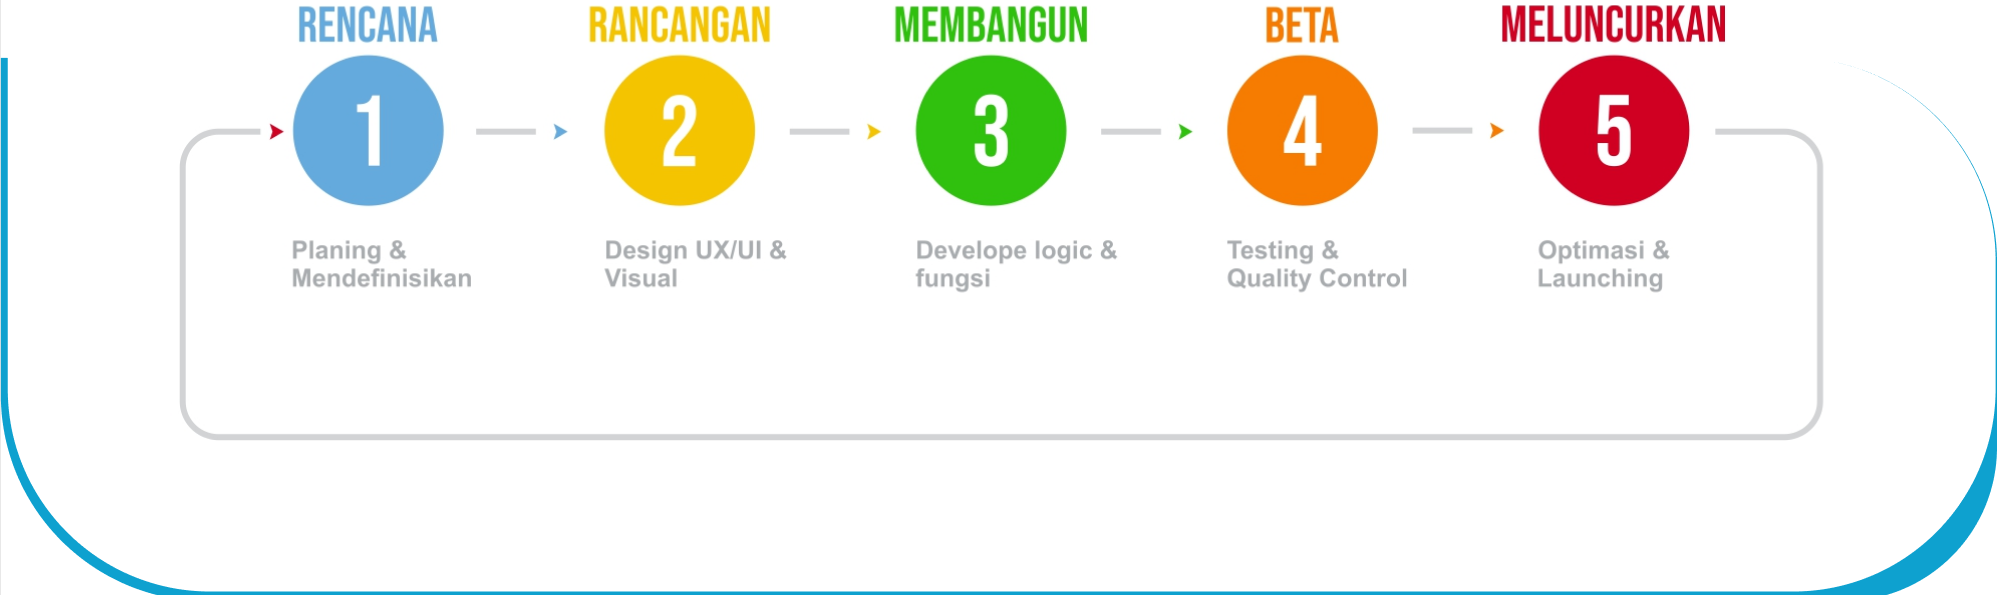 RENCANA
RANCANGAN
MEMBANGUN
BETA
MELUNCURKAN
1
2
3
4
5
Planing &
Mendefinisikan
Design UX/UI &
Visual
Develope logic &
fungsi
Testing &
Quality Control
Optimasi &
Launching